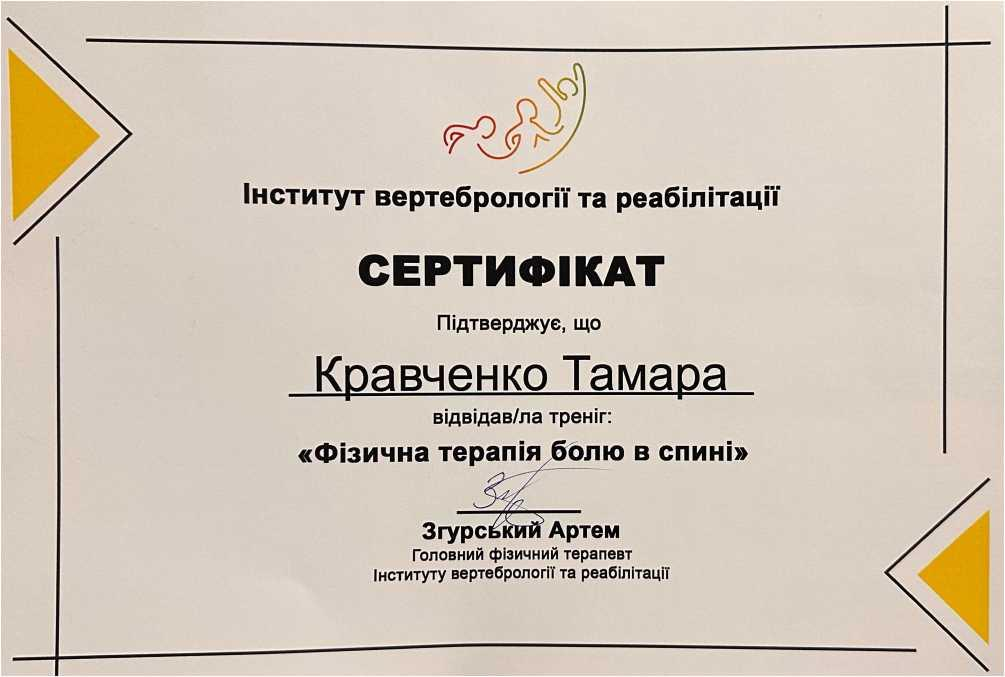 Інститут вертебрології та реабілітації
СЕРТИФІКАТ
Підтверджує, що
Кравченко Тамара
відвідав/ла треніг:
«Фізична терапія болю в спині»
Згурський Артем
Головний фізичний терапевт
Інституту вертебрології та реабілітації